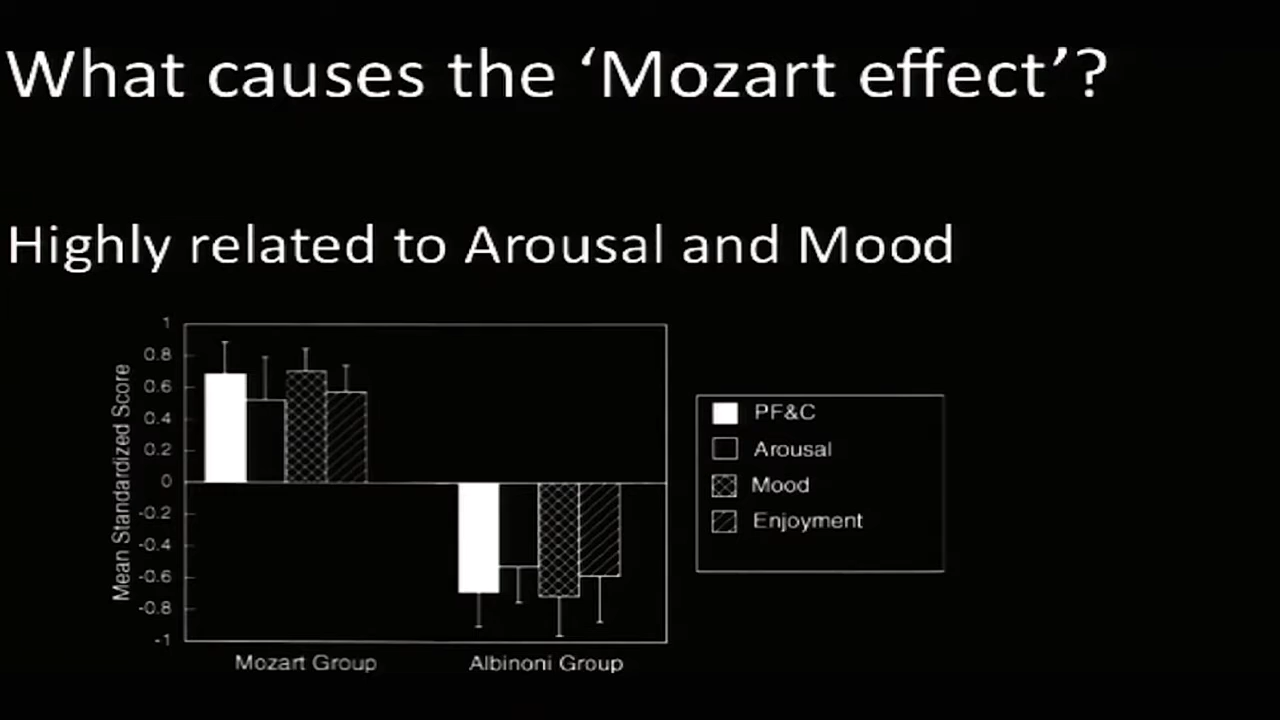 What causes the ‘Mozart effect’?
Highly related to Arousal and Mood
Mean Standardized Score
1
0.8
0.6
0.4
0.2
0
-0.2
-0.4
-0.6
-0.8
-1
Mozart Group
Albinoni Group
PF&C
Arousal
Mood
Enjoyment